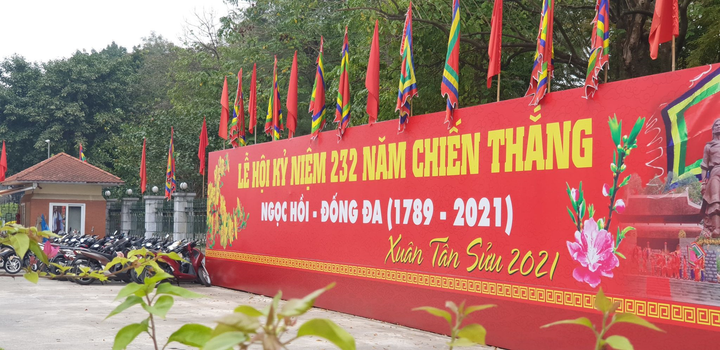 LỄ HỘI KỶ NIỆM 232 NĂM CHIẾN THẮNG
NGỌC HỒI - ĐỐNG ĐA (1789 - 2021)
Xuân Tân Sửu 2021